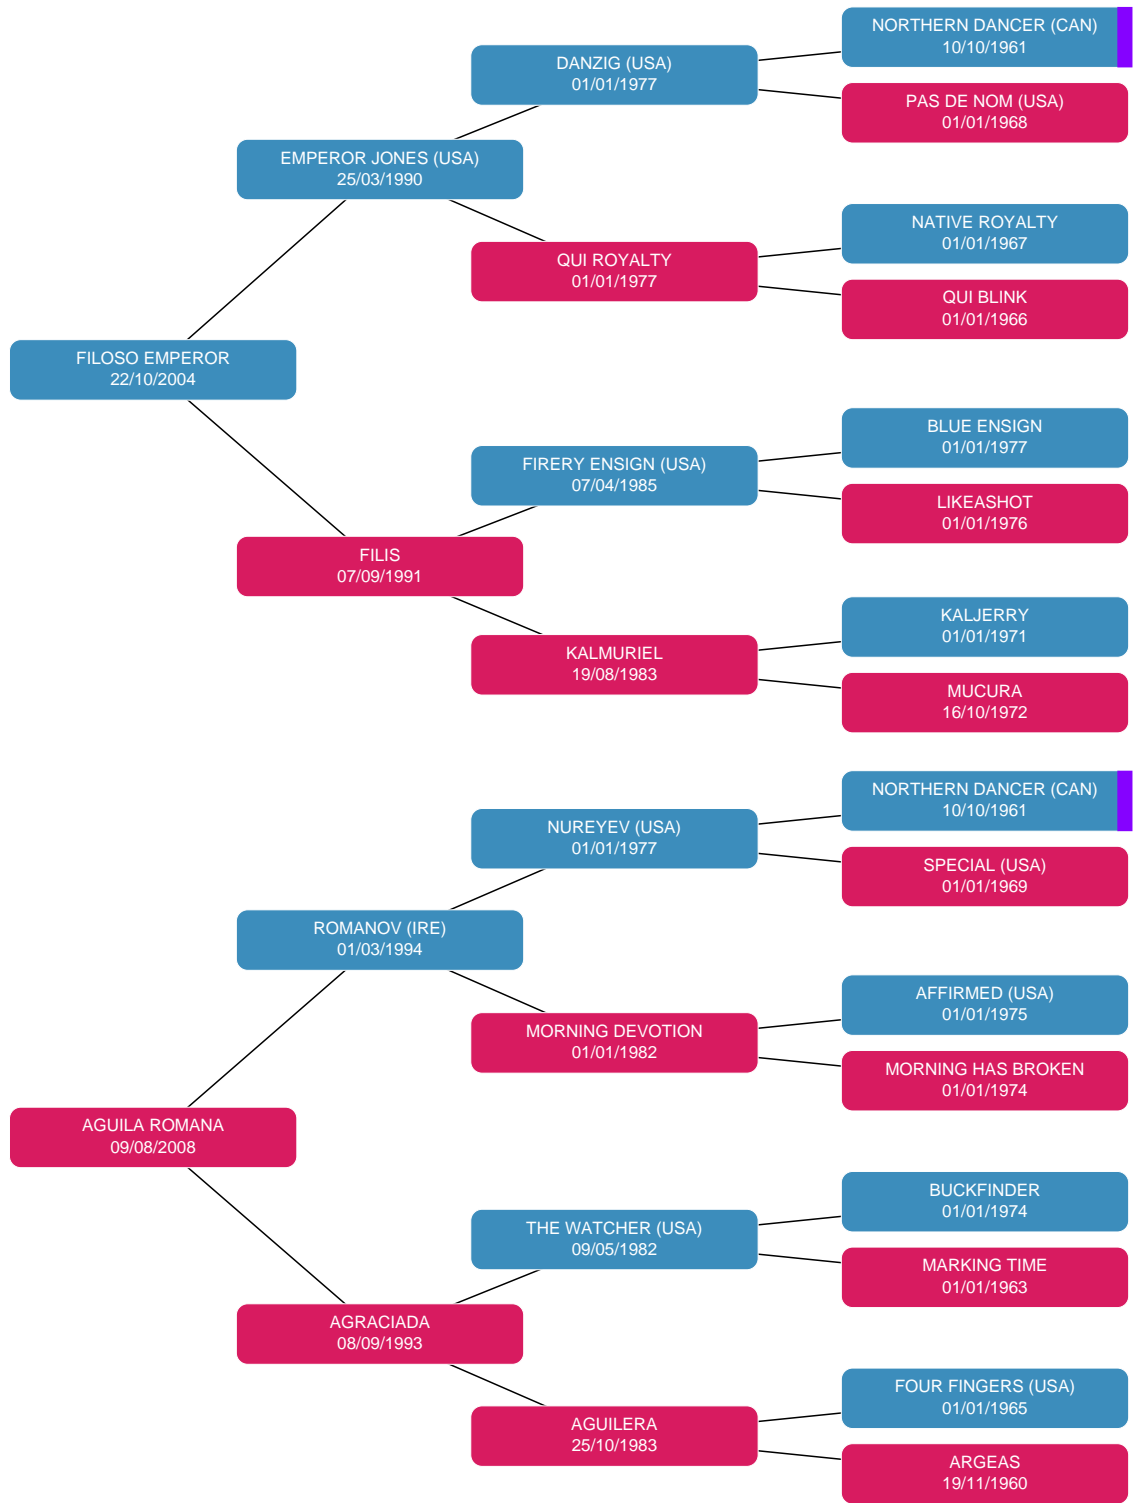 NORTHERN DANCER (CAN)
10/10/1961
DANZIG (USA)
01/01/1977
PAS DE NOM (USA)
01/01/1968
EMPEROR JONES (USA)
25/03/1990
NATIVE ROYALTY
01/01/1967
QUI ROYALTY
01/01/1977
QUI BLINK
01/01/1966
FILOSO EMPEROR
22/10/2004
BLUE ENSIGN
01/01/1977
FIRERY ENSIGN (USA)
07/04/1985
LIKEASHOT
01/01/1976
FILIS
07/09/1991
KALJERRY
01/01/1971
KALMURIEL
19/08/1983
MUCURA
16/10/1972
NORTHERN DANCER (CAN)
10/10/1961
NUREYEV (USA)
01/01/1977
SPECIAL (USA)
01/01/1969
ROMANOV (IRE)
01/03/1994
AFFIRMED (USA)
01/01/1975
MORNING DEVOTION
01/01/1982
MORNING HAS BROKEN
01/01/1974
AGUILA ROMANA
09/08/2008
BUCKFINDER
01/01/1974
THE WATCHER (USA)
09/05/1982
MARKING TIME
01/01/1963
AGRACIADA
08/09/1993
FOUR FINGERS (USA)
01/01/1965
AGUILERA
25/10/1983
ARGEAS
19/11/1960